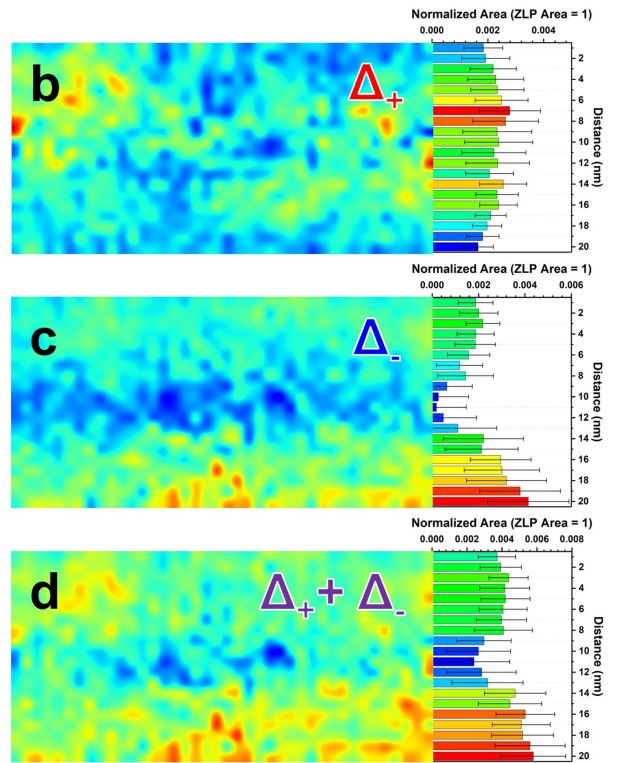 Normalized Area (ZLP Area = 1)
0.000 0.002 0.004
b
Δ+
2
4
6
8
10
12
14
16
18
20
Distance (nm)
Normalized Area (ZLP Area = 1)
0.000 0.002 0.004 0.006
c
Δ-
2
4
6
8
10
12
14
16
18
20
Distance (nm)
Normalized Area (ZLP Area = 1)
0.000 0.002 0.004 0.006 0.008
d
Δ+ + Δ-
2
4
6
8
10
12
14
16
18
20
Distance (nm)